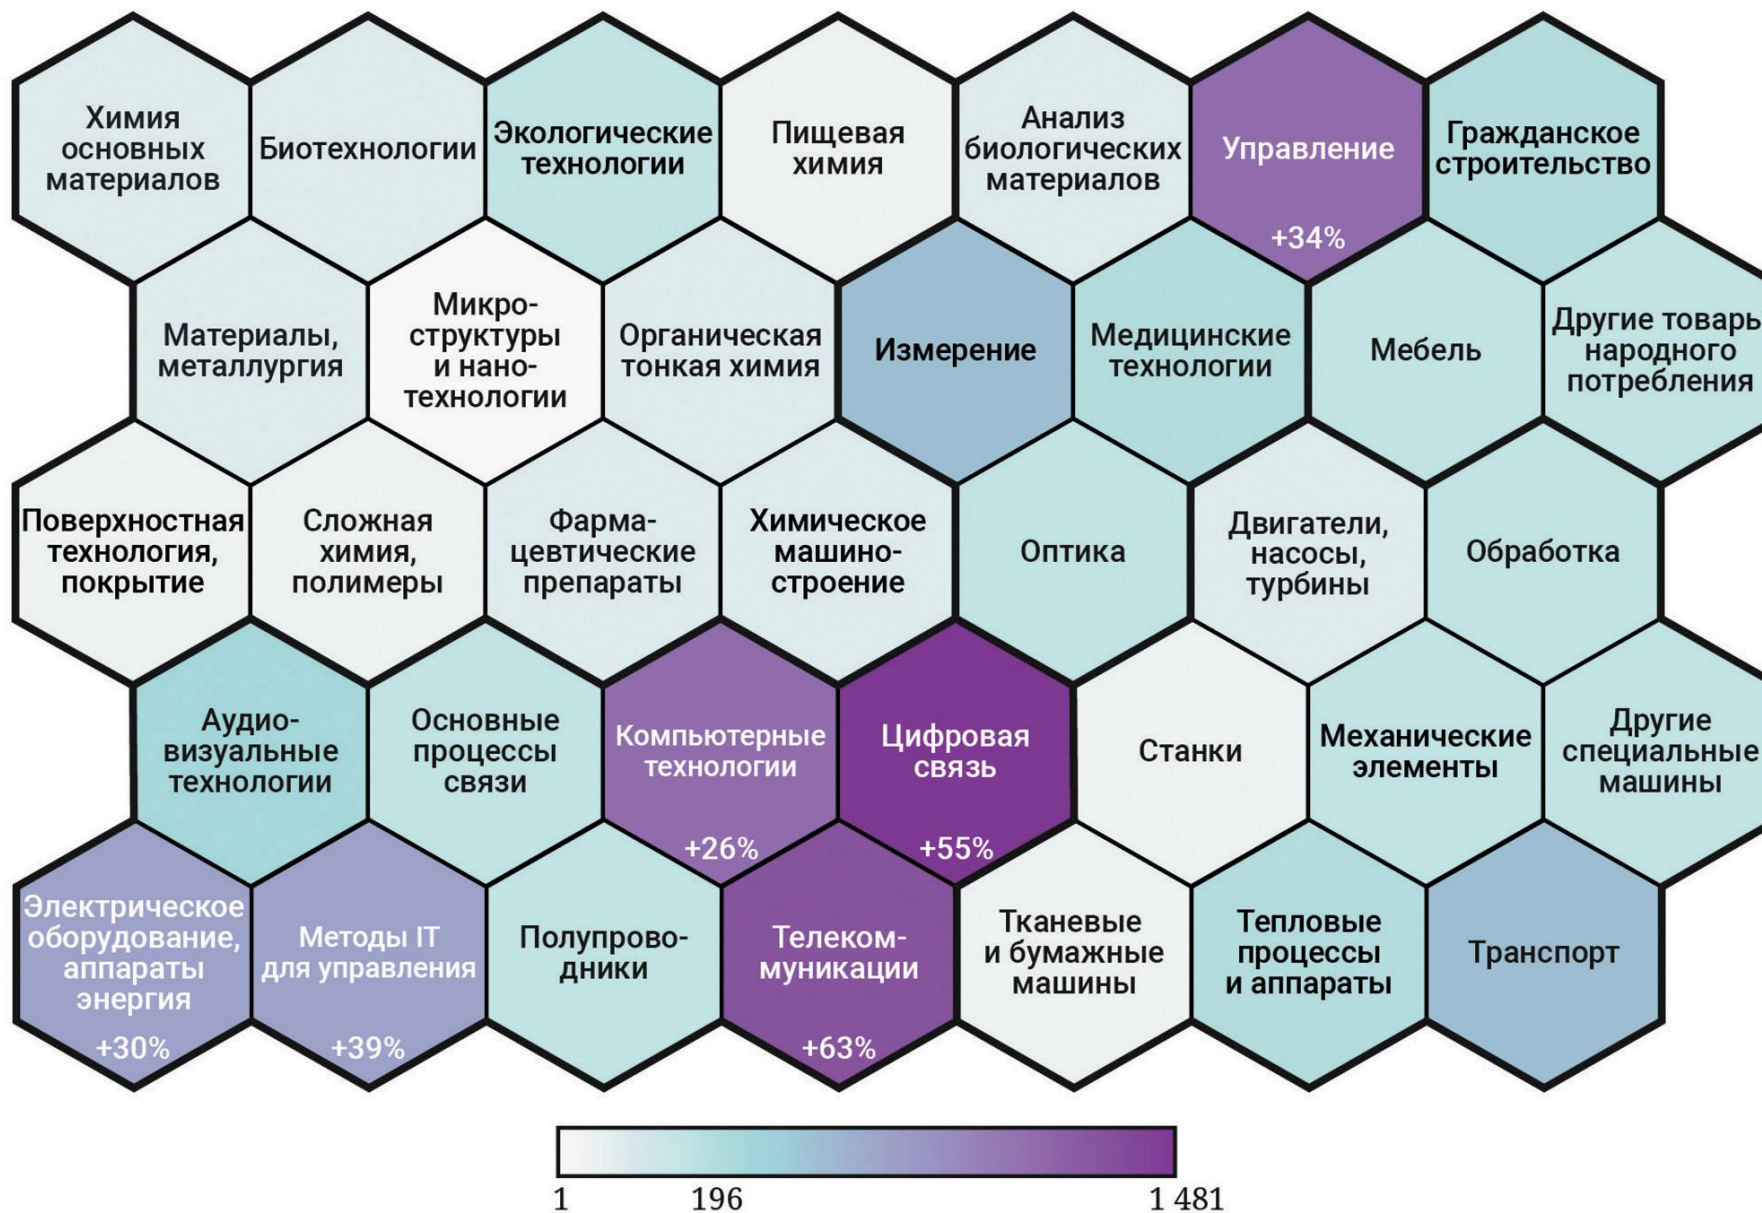 Химия
основных
материалов
Биотехнологии
Экологические
технологии
Пищевая
химия
Анализ
биологических
материалов
Управление
+34%
Гражданское
строительство
Материалы,
металлургия
Микро-
структуры
и нано-
технологии
Органическая
тонкая химия
Измерение
Медицинские
технологии
Мебель
Другие товары
народного
потребления
Поверхностная
технология,
покрытие
Сложная
химия,
полимеры
Фарма-
цевтические
препараты
Химическое
машино-
строение
Оптика
Двигатели,
насосы,
турбины
Обработка
Аудио-
визуальные
технологии
Основные
процессы
связи
Компьютерные
технологии
+26%
Цифровая
связь
+55%
Станки
Механические
элементы
Другие
специальные
машины
Электрическое
оборудование,
аппараты
энергия
+30%
Методы IT
для управления
+39%
Полупрово-
дники
Телеком-
муникации
+63%
Тканевые
и бумажные
машины
Тепловые
процессы
и аппараты
Транспорт
1 196 1 481